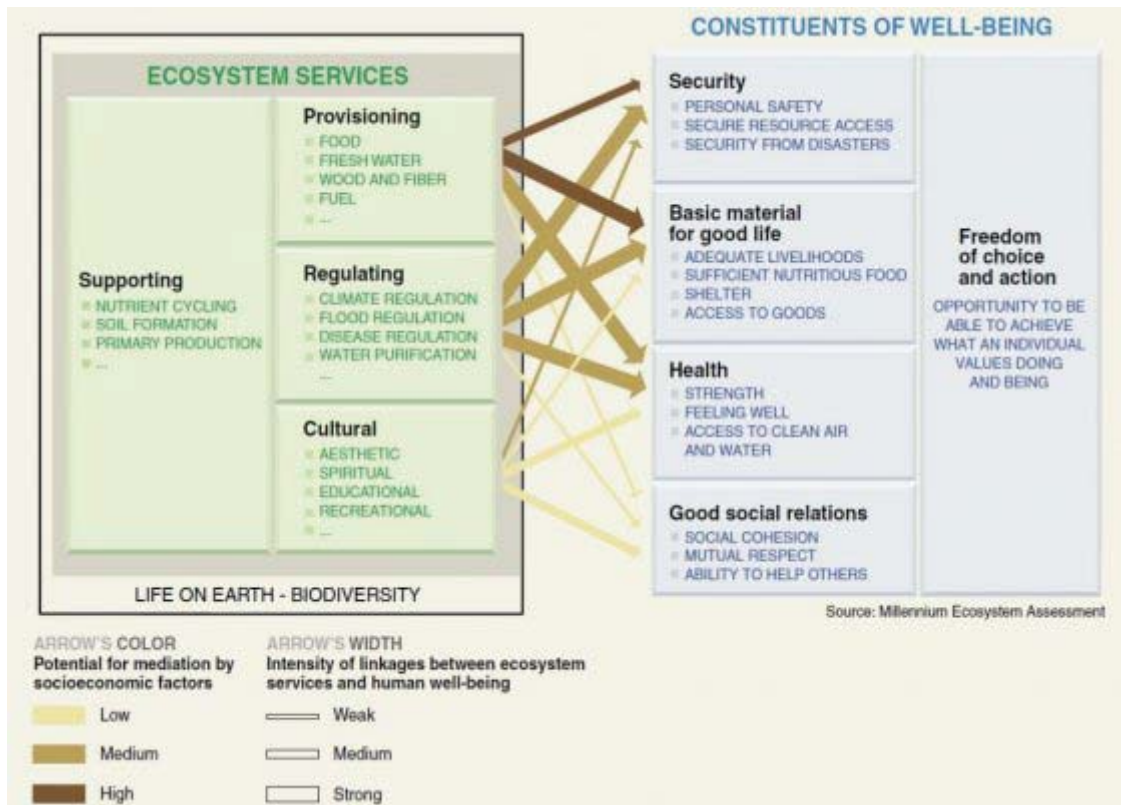 CONSTITUENTS OF WELL-BEING
ECOSYSTEM SERVICES
Supporting
NUTRIENT CYCLING
SOIL FORMATION
PRIMARY PRODUCTION
...
Provisioning
FOOD
FRESH WATER
WOOD AND FIBER
FUEL
...
Regulating
CLIMATE REGULATION
FLOOD REGULATION
DISEASE REGULATION
WATER PURIFICATION
...
Cultural
AESTHETIC
SPIRITUAL
EDUCATIONAL
RECREATIONAL
...
LIFE ON EARTH - BIODIVERSITY
Security
PERSONAL SAFETY
SECURE RESOURCE ACCESS
SECURITY FROM DISASTERS
Basic material
for good life
ADEQUATE LIVELIHOODS
SUFFICIENT NUTRITIOUS FOOD
SHELTER
ACCESS TO GOODS
Health
STRENGTH
FEELING WELL
ACCESS TO CLEAN AIR
AND WATER
Good social relations
SOCIAL COHESION
MUTUAL RESPECT
ABILITY TO HELP OTHERS
Freedom
of choice
and action
OPPORTUNITY TO BE
ABLE TO ACHIEVE
WHAT AN INDIVIDUAL
VALUES DOING
AND BEING
Source: Millennium Ecosystem Assessment
ARROW'S COLOR
Potential for mediation by
socioeconomic factors
Low
Medium
High
ARROW'S WIDTH
Intensity of linkages between ecosystem
services and human well-being
Weak
Medium
Strong